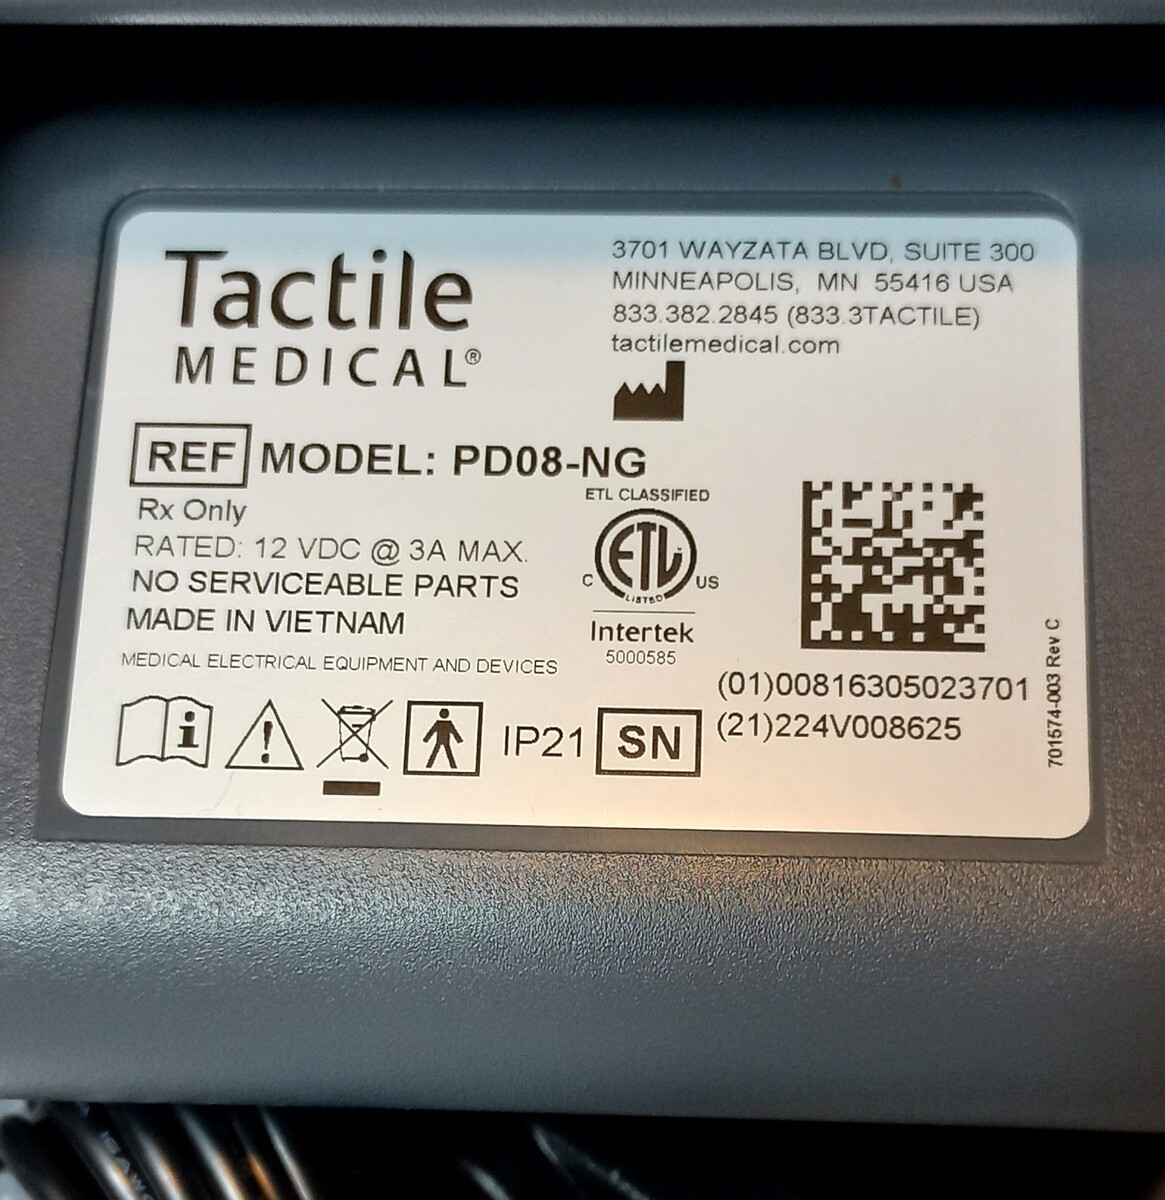 Tactile
MEDICAL®
3701 WAYZATA BLVD, SUITE 300
MINNEAPOLIS, MN 55416 USA
833.382.2845 (833.3TACTILE)
tactilemedical.com
REF MODEL: PD08-NG
Rx Only
RATED: 12 VDC @ 3A MAX.
NO SERVICEABLE PARTS
MADE IN VIETNAM
MEDICAL ELECTRICAL EQUIPMENT AND DEVICES
ETL CLASSIFIED
ETL™
LISTED
C US
Intertek
5000585
IP21 SN
(01)00816305023701
(21)224V008625
701574-003 Rev C